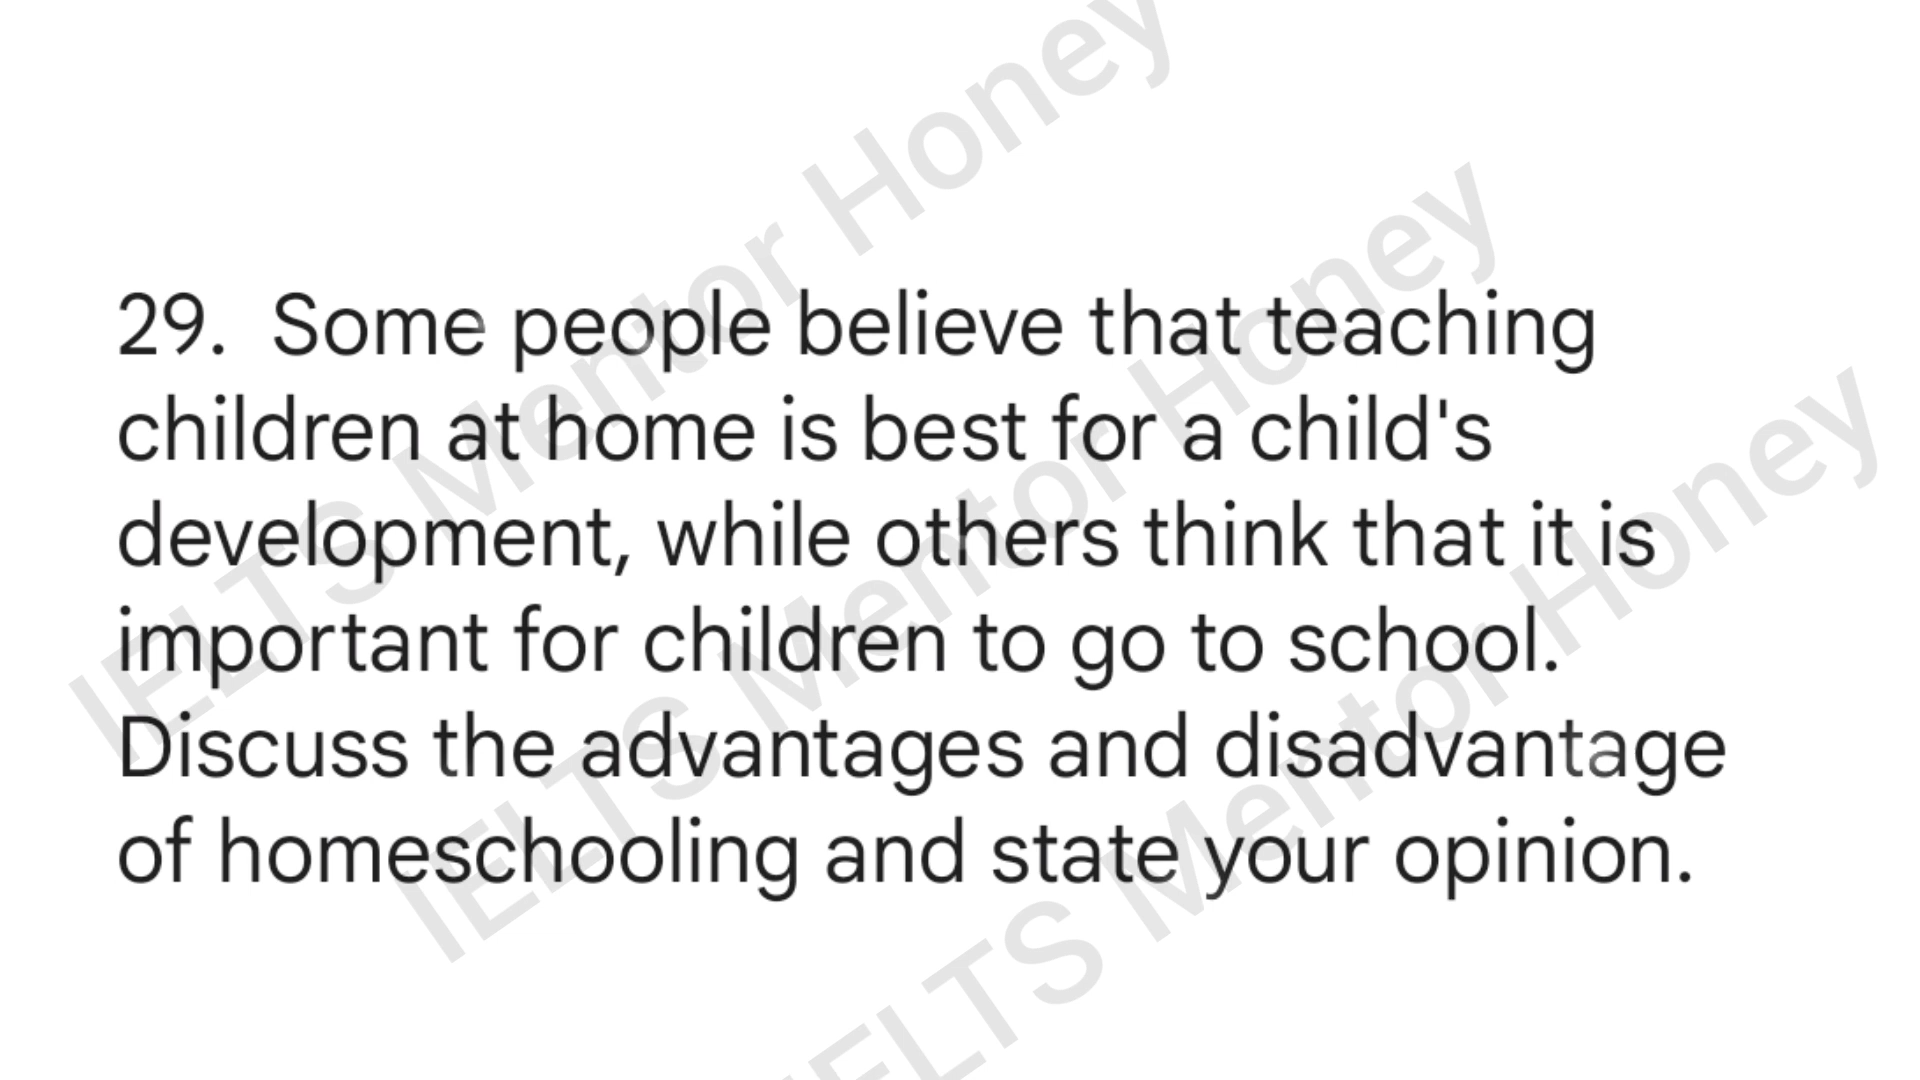 29. Some people believe that teaching
children at home is best for a child's
development, while others think that it is
important for children to go to school.
Discuss the advantages and disadvantage
of homeschooling and state your opinion.
IELTS Mentor Honey
IELTS Mentor Honey
IELTS Mentor Honey